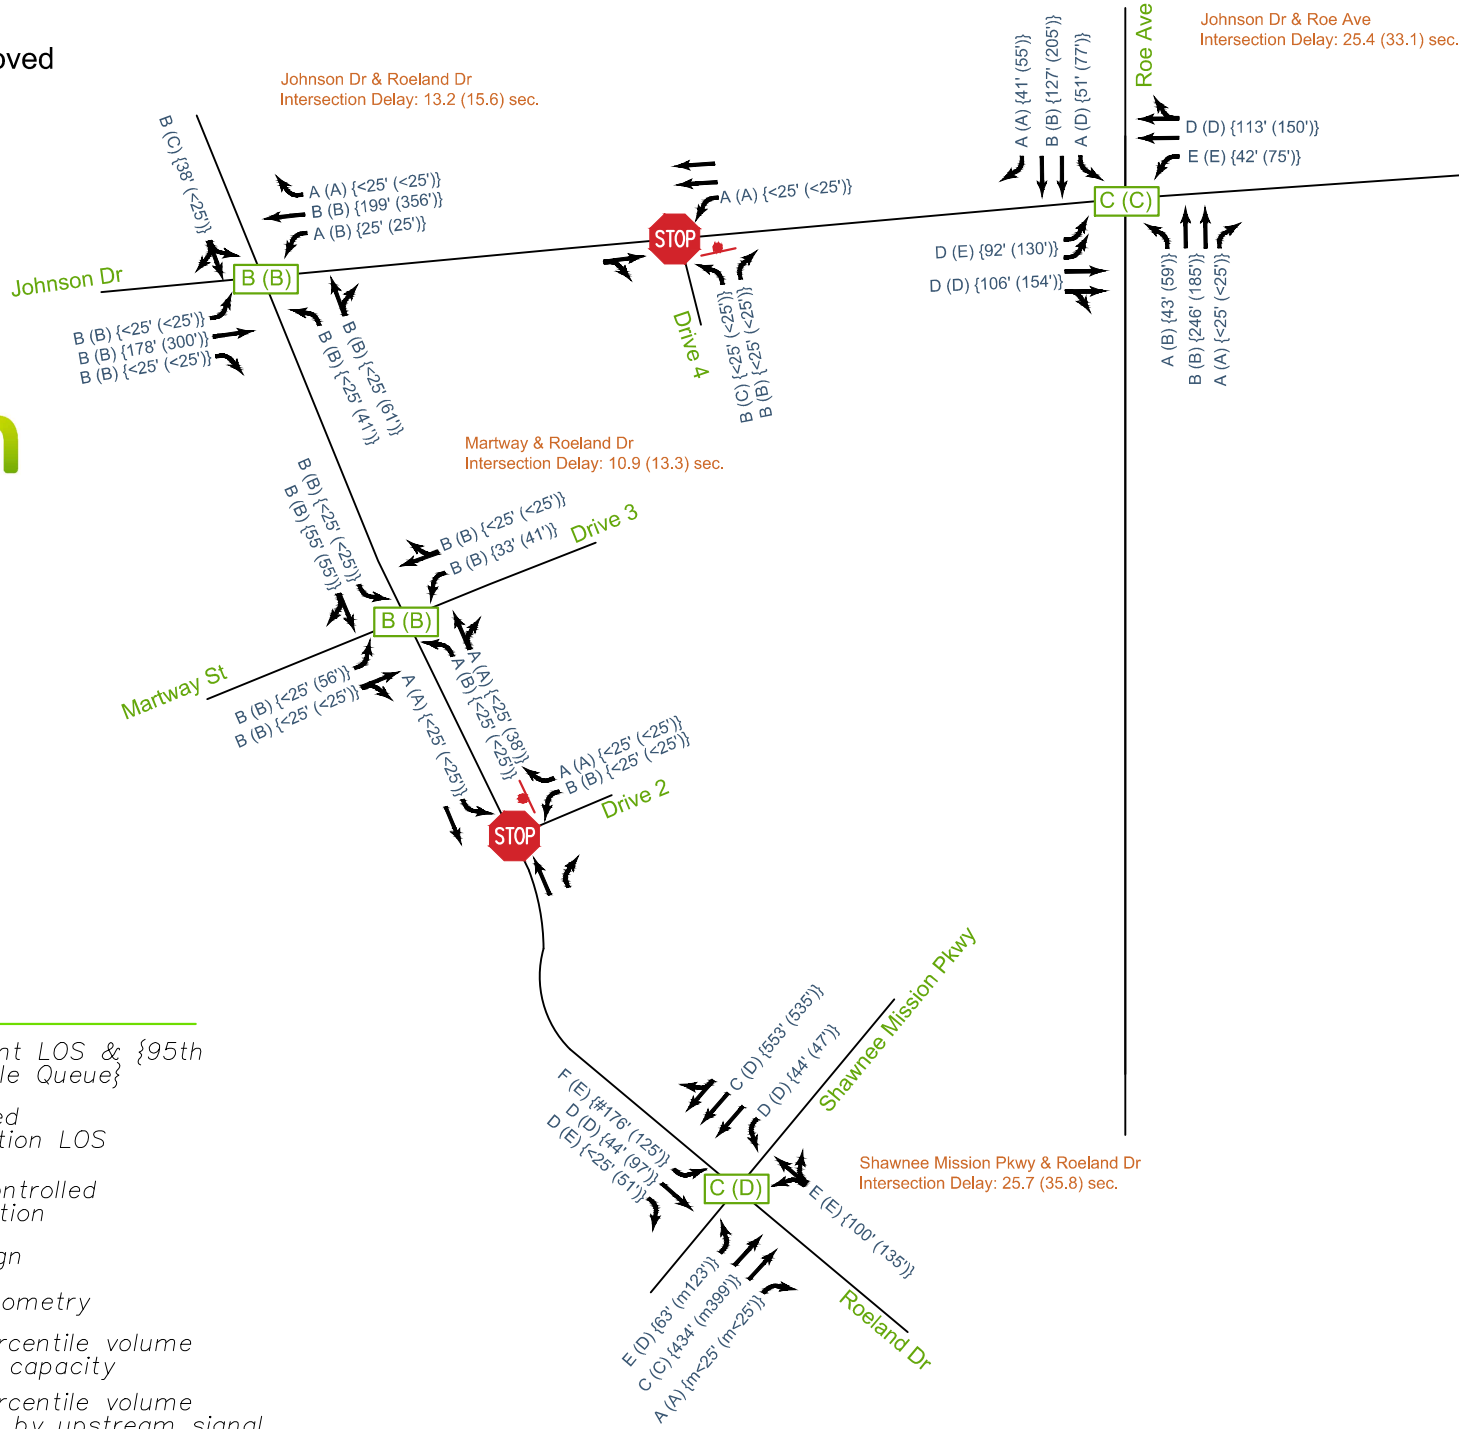 oved
Johnson Dr & Roeland Dr
Intersection Delay: 13.2 (15.6) sec.
Johnson Dr & Roe Ave
Intersection Delay: 25.4 (33.1) sec.
Roe Ave
A (A) {41' (55')}
B (B) {127' (205')}
A (D) {51' (77')}
D (D) {113' (150')}
E (E) {42' (75')}
C (C)
D (E) {92' (130')}
D (D) {106' (154')}
A (B) {43' (59')}
B (B) {246' (185')}
A (A) {<25' (<25')}
B (C) {38' (<25')}
A (A) {<25' (<25')}
B (B) {199' (356')}
A (B) {25' (25')}
Johnson Dr
B (B)
B (B) {<25' (<25')}
B (B) {178' (300')}
B (B) {<25' (<25')}
B (B) {<25' (61')}
B (B) {<25' (41')}
A (A) {<25' (<25')}
STOP
Drive 4
B (C) {<25' (<25')}
B (B) {<25' (<25')}
n
Martway & Roeland Dr
Intersection Delay: 10.9 (13.3) sec.
B (B) {<25' (<25')}
B (B) {55' (55')}
B (B) {<25' (<25')}
B (B) {33' (41')}
Drive 3
B (B)
Martway St
B (B) {<25' (56')}
B (B) {<25' (<25')}
A (A) {<25' (38')}
A (B) {<25' (<25')}
A (A) {<25' (<25')}
A (A) {<25' (<25')}
B (B) {<25' (<25')}
Drive 2
STOP
Shawnee Mission Pkwy
C (D) {553' (535')}
D (D) {44' (47')}
F (E) {#176' (125')}
D (D) {44' (97')}
D (E) {<25' (51')}
C (D)
Shawnee Mission Pkwy & Roeland Dr
Intersection Delay: 25.7 (35.8) sec.
E (E) {100' (135')}
E (D) {63' (m123')}
C (C) {434' (m399')}
A (A) {m<25' (m<25')}
Roeland Dr
nt LOS & {95th
le Queue}
ed
tion LOS
ontrolled
tion
gn
ometry
rcentile volume
capacity
rcentile volume
by upstream signal